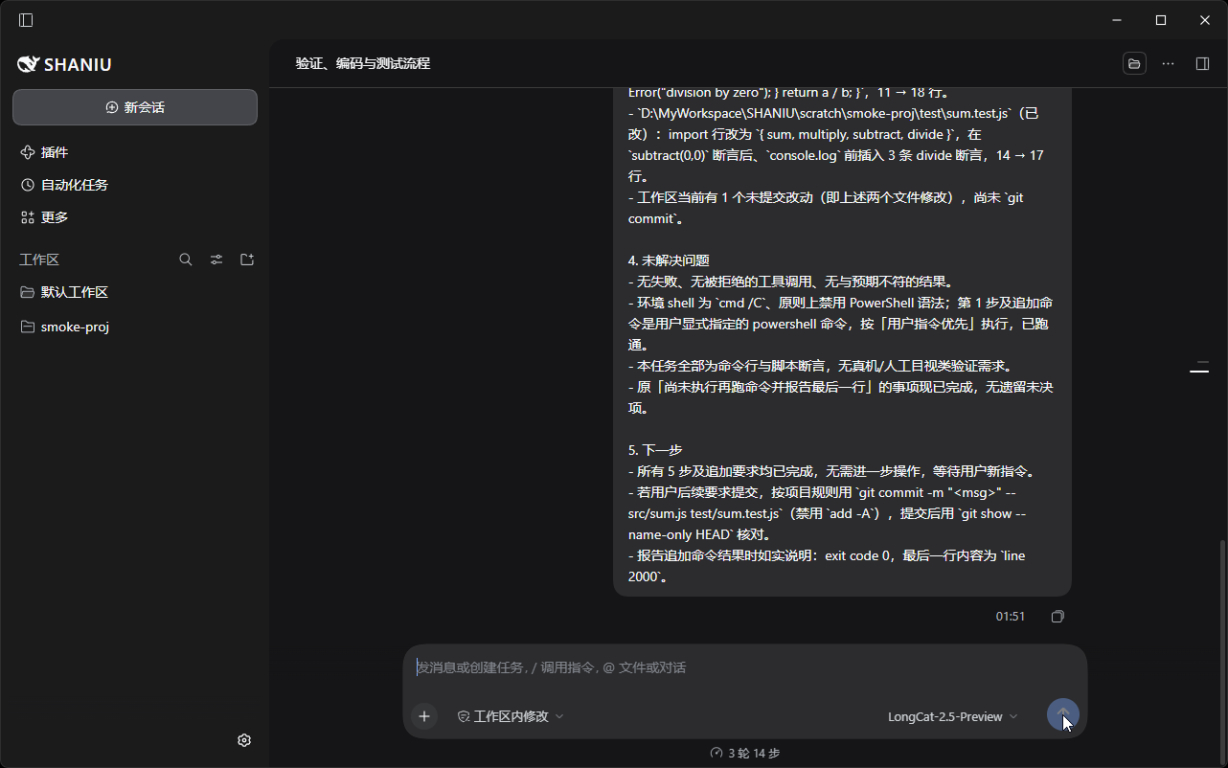 SHANIU
新会话
插件
自动化任务
更多
工作区
默认工作区
smoke-proj
验证、编码与测试流程
Error("division by zero"); } return a / b; }`，11 → 18 行。
- `D:\MyWorkspace\SHANIU\scratch\smoke-proj\test\sum.test.js`（已
改）：import 行改为 `{ sum, multiply, subtract, divide }`，在
`subtract(0,0)` 断言后、`console.log` 前插入 3 条 divide 断言，14 → 17
行。
- 工作区当前有 1 个未提交改动（即上述两个文件修改），尚未 `git
commit`。
4. 未解决问题
- 无失败、无被拒绝的工具调用、无与预期不符的结果。
- 环境 shell 为 `cmd /C`、原则上禁用 PowerShell 语法；第 1 步及追加命
令是用户显式指定的 powershell 命令，按「用户指令优先」执行，已跑
通。
- 本任务全部为命令行与脚本断言，无真机/人工目视类验证需求。
- 原「尚未执行再跑命令并报告最后一行」的事项现已完成，无遗留未决
项。
5. 下一步
- 所有 5 步及追加要求均已完成，无需进一步操作，等待用户新指令。
- 若用户后续要求提交，按项目规则用 `git commit -m "<msg>" --
src/sum.js test/sum.test.js`（禁用 `add -A`），提交后用 `git show --
name-only HEAD` 核对。
- 报告追加命令结果时如实说明：exit code 0，最后一行内容为 `line
2000`。
01:51
发消息或创建任务, / 调用指令, @ 文件或对话
工作区内修改
LongCat-2.5-Preview
3 轮 14 步